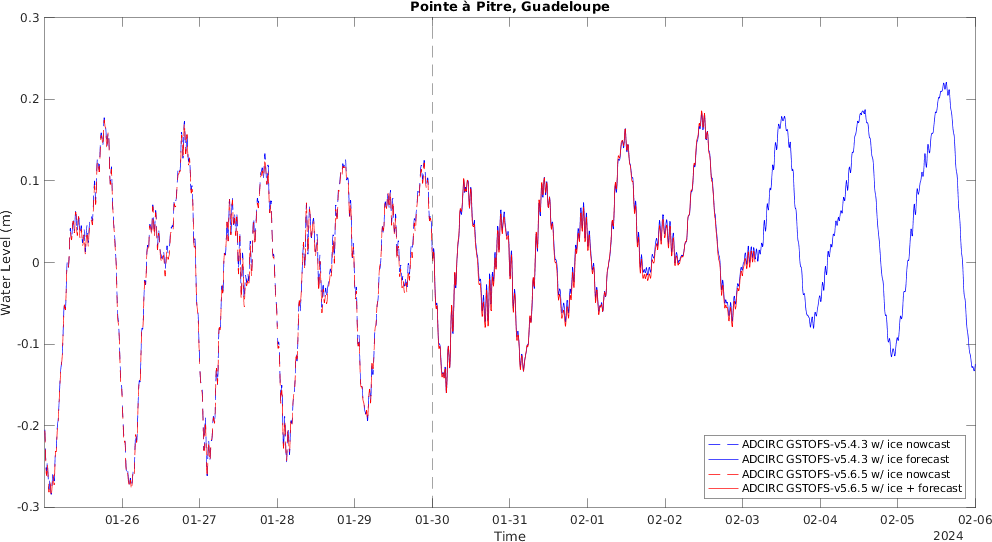 Pointe à Pitre, Guadeloupe
Water Level (m)
0.3
0.2
0.1
0
-0.1
-0.2
-0.3
ADCIRC GSTOFS-v5.4.3 w/ ice nowcast
ADCIRC GSTOFS-v5.4.3 w/ ice forecast
ADCIRC GSTOFS-v5.6.5 w/ ice nowcast
ADCIRC GSTOFS-v5.6.5 w/ ice + forecast
01-26 01-27 01-28 01-29 01-30 01-31 02-01 02-02 02-03 02-04 02-05 02-06
Time
2024